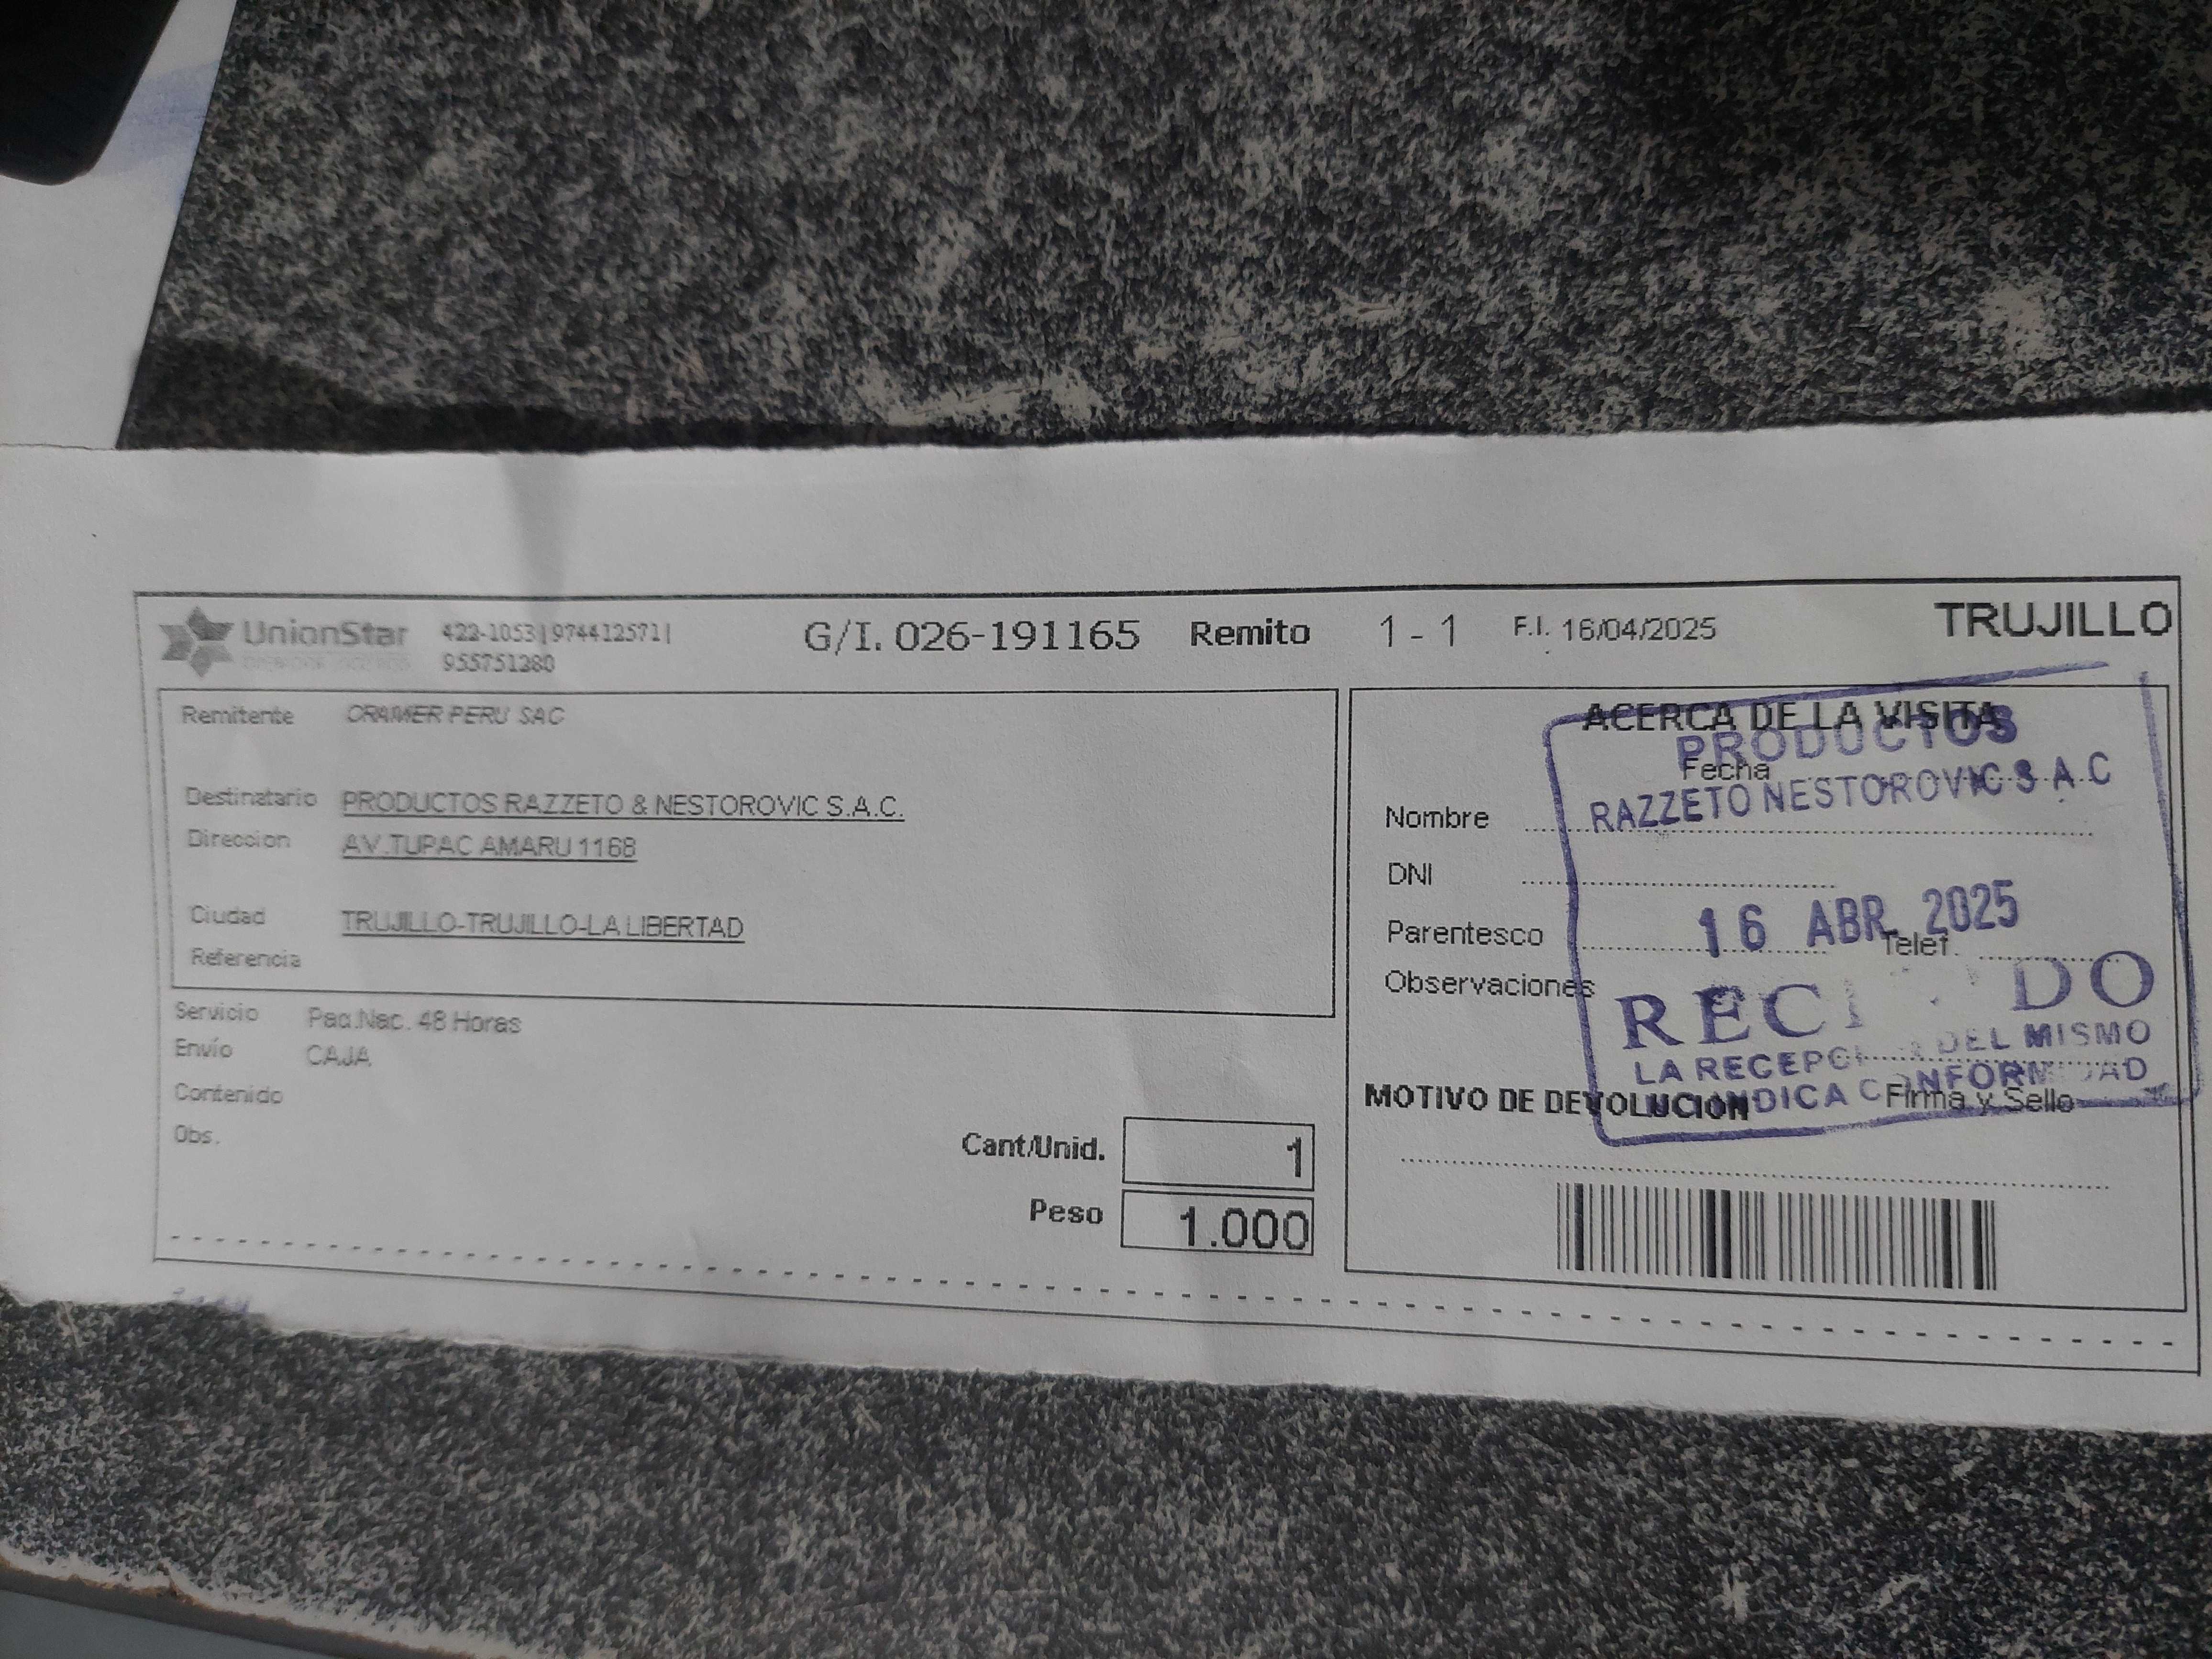 UnionStar
422-1053|974412571|
955751280
G/I. 026-191165 Remito 1 - 1 F.I. 16/04/2025 TRUJILLO
Remitente CRAMER PERU SAC
Destinatario PRODUCTOS RAZZETO & NESTOROVIC S.A.C.
Direccion AV.TUPAC AMARU 1168
Ciudad TRUJILLO-TRUJILLO-LA LIBERTAD
Referencia
Servicio Paq.Nac. 48 Horas
Envío CAJA
Contenido
Obs.
Cant/Unid. 1
Peso 1.000
ACERCA DE LA VISITA
Fecha
Nombre
DNI
Parentesco
Telef.
Observaciones
MOTIVO DE DEVOLUCION
Firma y Sello
PRODUCTOS
RAZZETO NESTOROVIC S A C
16 ABR. 2025
DEL MISMO
LA
INDICA